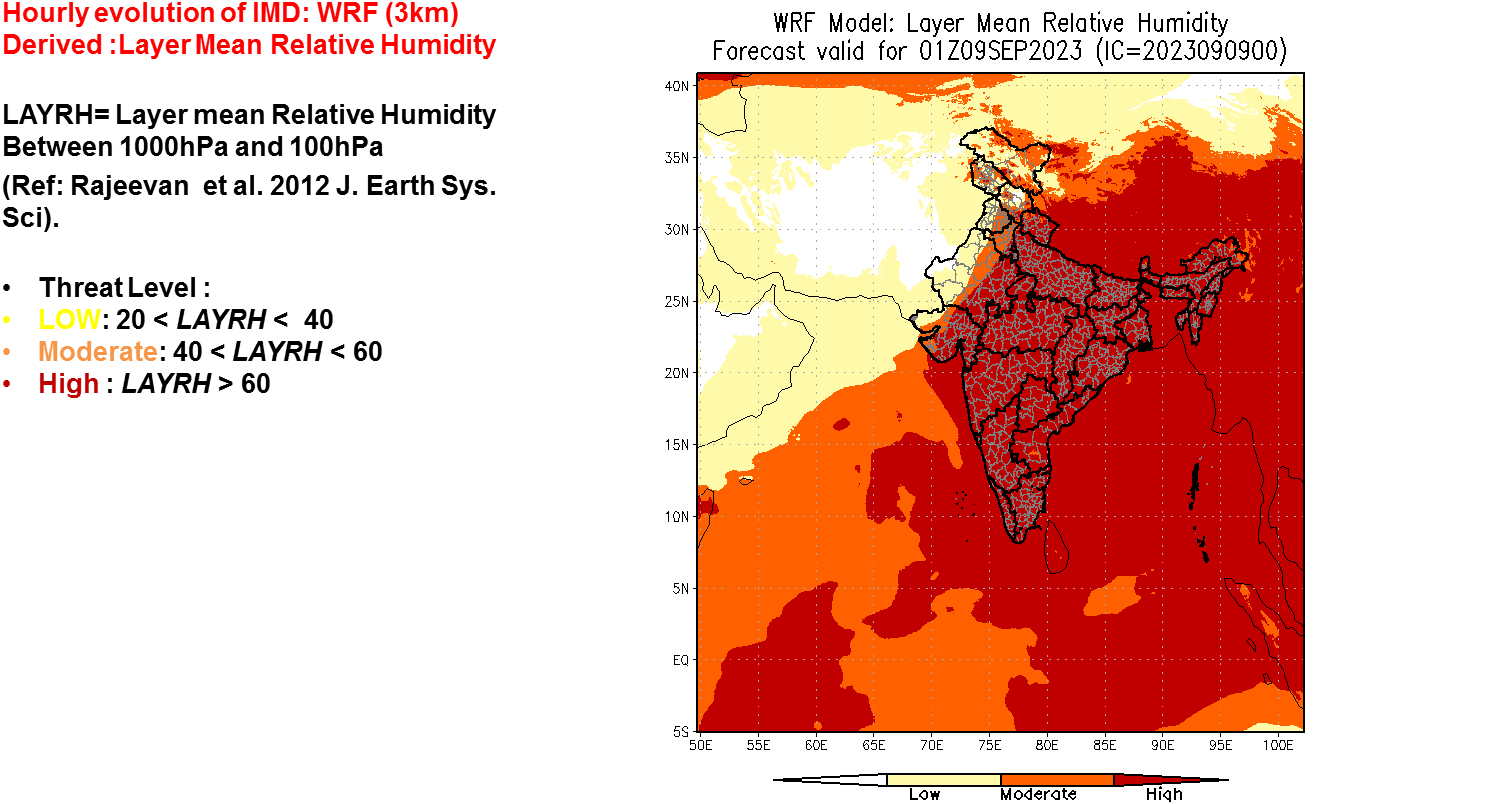 Hourly evolution of IMD: WRF (3km)
Derived :Layer Mean Relative Humidity
LAYRH= Layer mean Relative Humidity
Between 1000hPa and 100hPa
(Ref: Rajeevan et al. 2012 J. Earth Sys.
Sci).
• Threat Level :
• LOW: 20 < LAYRH < 40
• Moderate: 40 < LAYRH < 60
• High : LAYRH > 60
WRF Model: Layer Mean Relative Humidity
Forecast valid for 01Z09SEP2023 (IC=2023090900)
40N
35N
30N
25N
20N
15N
10N
5N
EQ
5S
50E 55E 60E 65E 70E 75E 80E 85E 90E 95E 100E
Low Moderate High